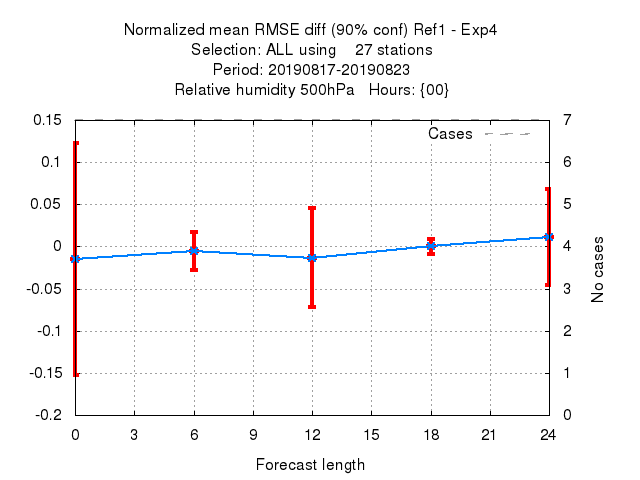 Normalized mean RMSE diff (90% conf) Ref1 - Exp4
Selection: ALL using    27 stations
Period: 20190817-20190823
Relative humidity 500hPa   Hours: {00}
Cases
0.15
0.1
0.05
0
-0.05
-0.1
-0.15
-0.2
7
6
5
4
3
2
1
0
No cases
0 3 6 9 12 15 18 21 24
Forecast length